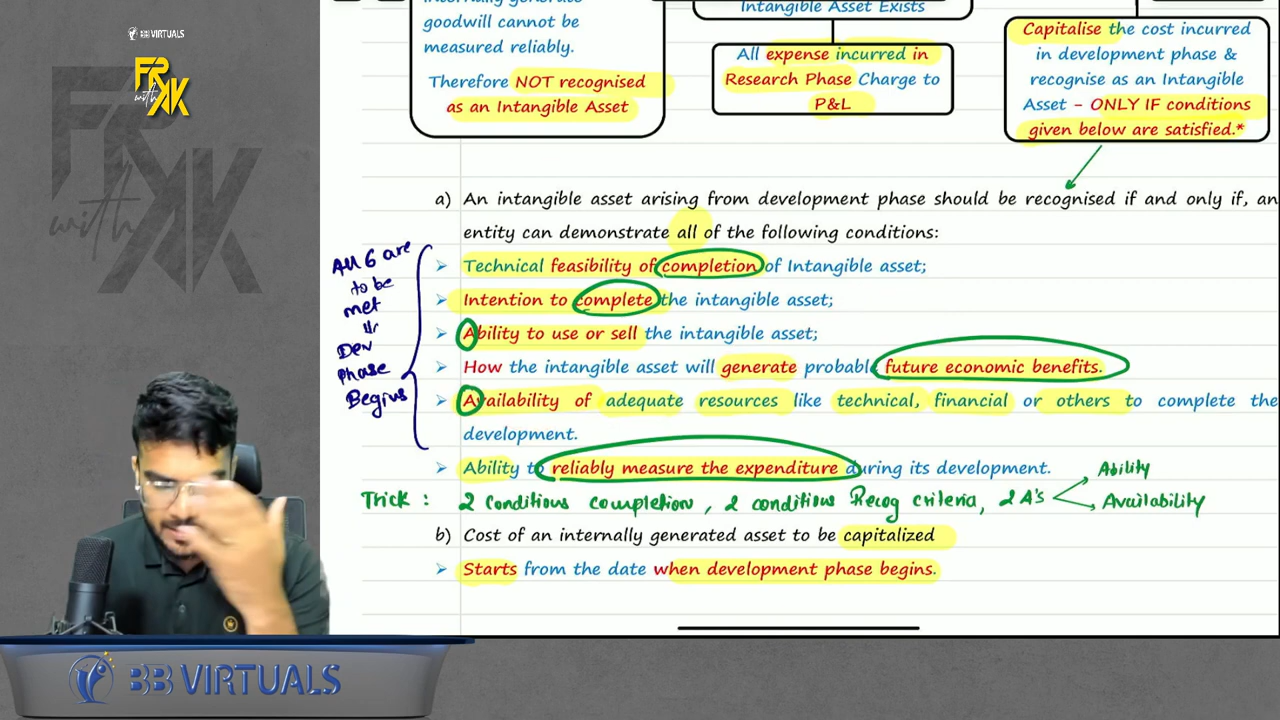 BB VIRTUALS
FR
with
AK
FR
with
AK
internally generate
goodwill cannot be
measured reliably.
Therefore NOT recognised
as an Intangible Asset
Intangible Asset Exists
All expense incurred in
Research Phase Charge to
P&L
Capitalise the cost incurred
in development phase &
recognise as an Intangible
Asset - ONLY IF conditions
given below are satisfied.*
a) An intangible asset arising from development phase should be recognised if and only if, an
entity can demonstrate all of the following conditions:
➤ Technical feasibility of completion of Intangible asset;
➤ Intention to complete the intangible asset;
➤ Ability to use or sell the intangible asset;
➤ How the intangible asset will generate probable future economic benefits.
➤ Availability of adequate resources like technical, financial or others to complete the
development.
➤ Ability to reliably measure the expenditure during its development.
All 6 are
to be
met
Dev
Phase
Begins
Trick : 2 Conditions completion, 2 conditions Recog criteria, 2 A's
Ability
Availability
b) Cost of an internally generated asset to be capitalized
➤ Starts from the date when development phase begins.
BB VIRTUALS